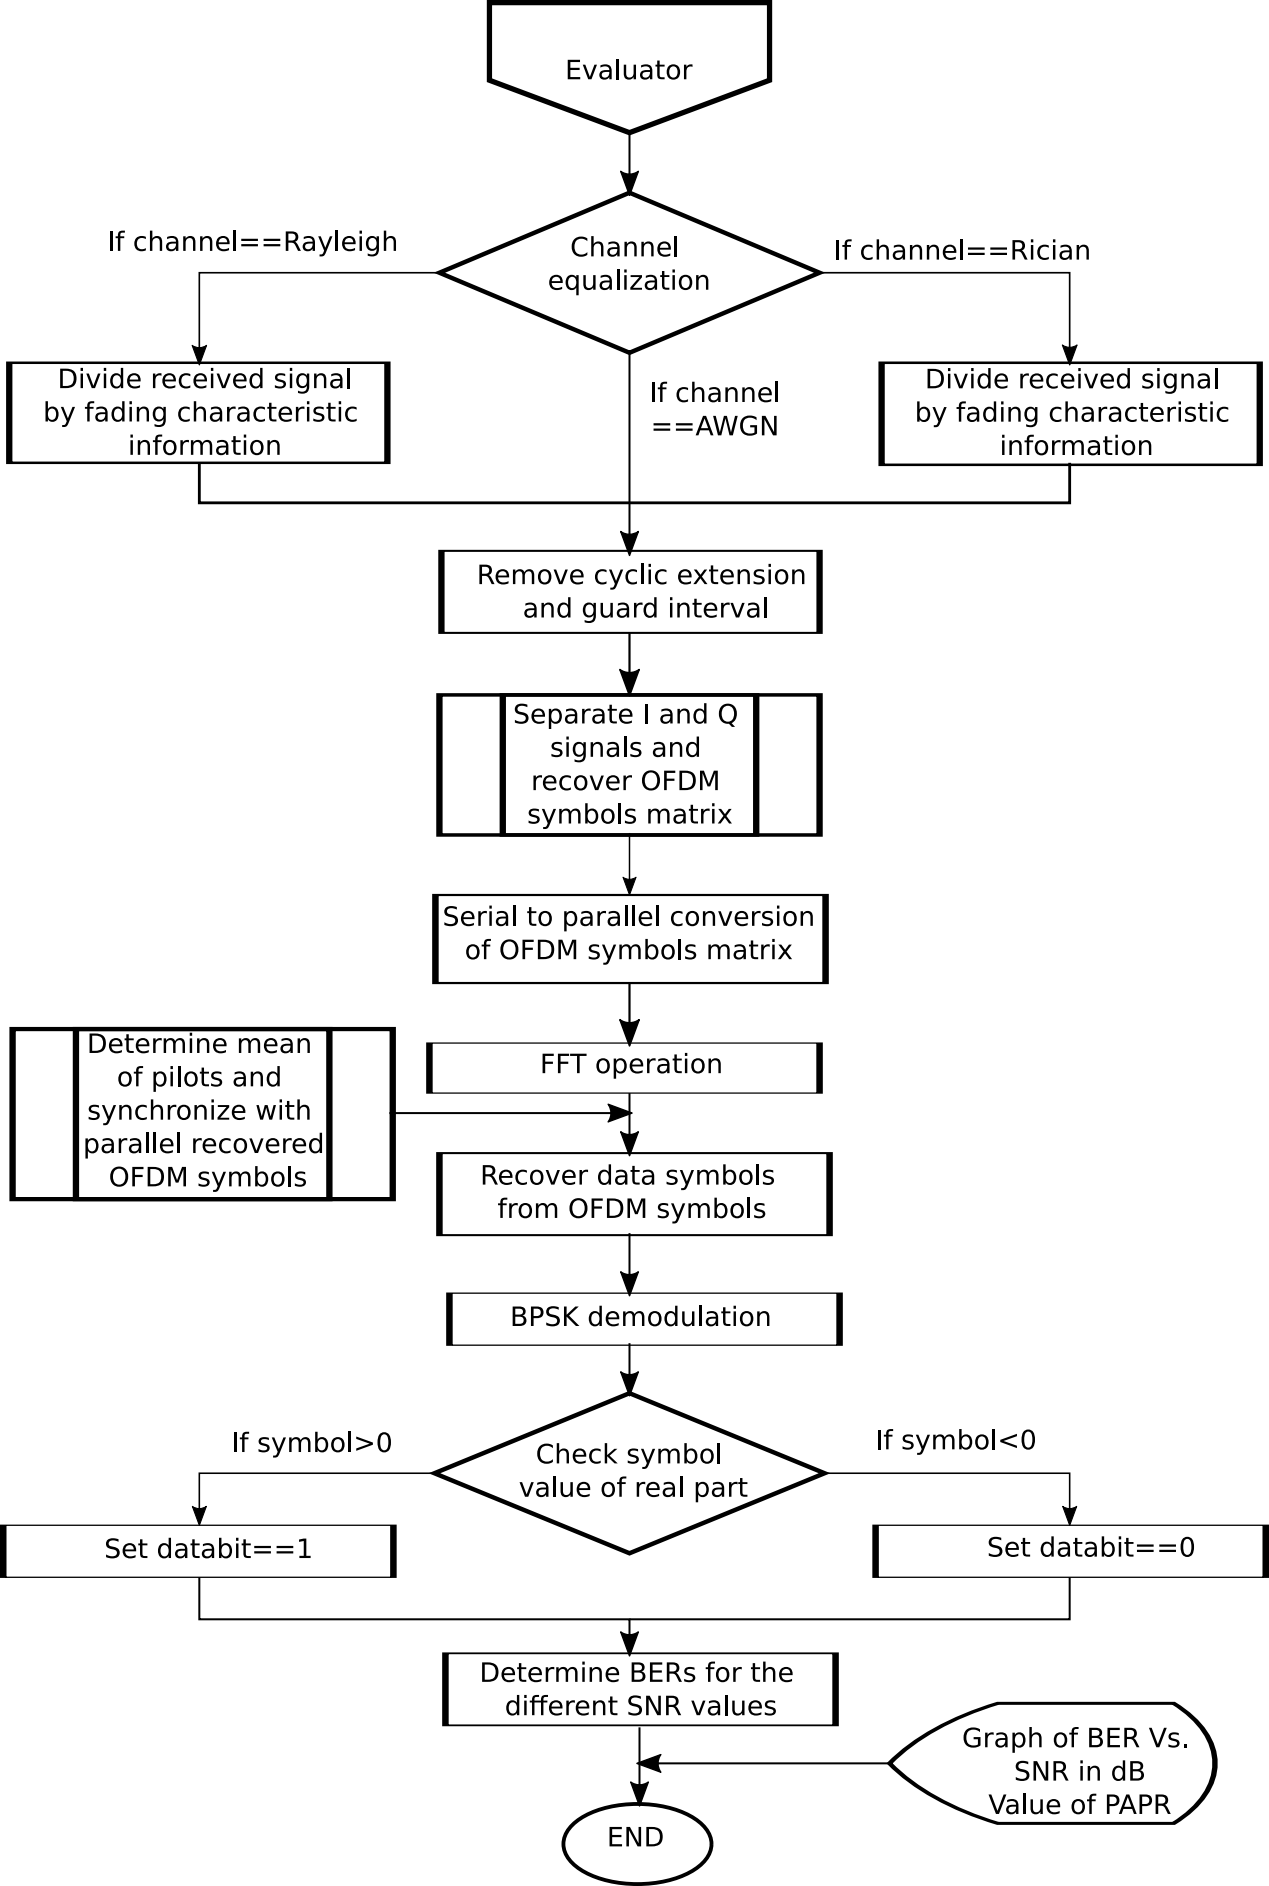 Evaluator
If channel==Rayleigh
Channel
equalization
If channel==Rician
Divide received signal
by fading characteristic
information
If channel
==AWGN
Divide received signal
by fading characteristic
information
Remove cyclic extension
and guard interval
Separate I and Q
signals and
recover OFDM
symbols matrix
Serial to parallel conversion
of OFDM symbols matrix
FFT operation
Determine mean
of pilots and
synchronize with
parallel recovered
OFDM symbols
Recover data symbols
from OFDM symbols
BPSK demodulation
If symbol>0
Check symbol
value of real part
If symbol<0
Set databit==1
Set databit==0
Determine BERs for the
different SNR values
Graph of BER Vs.
SNR in dB
Value of PAPR
END